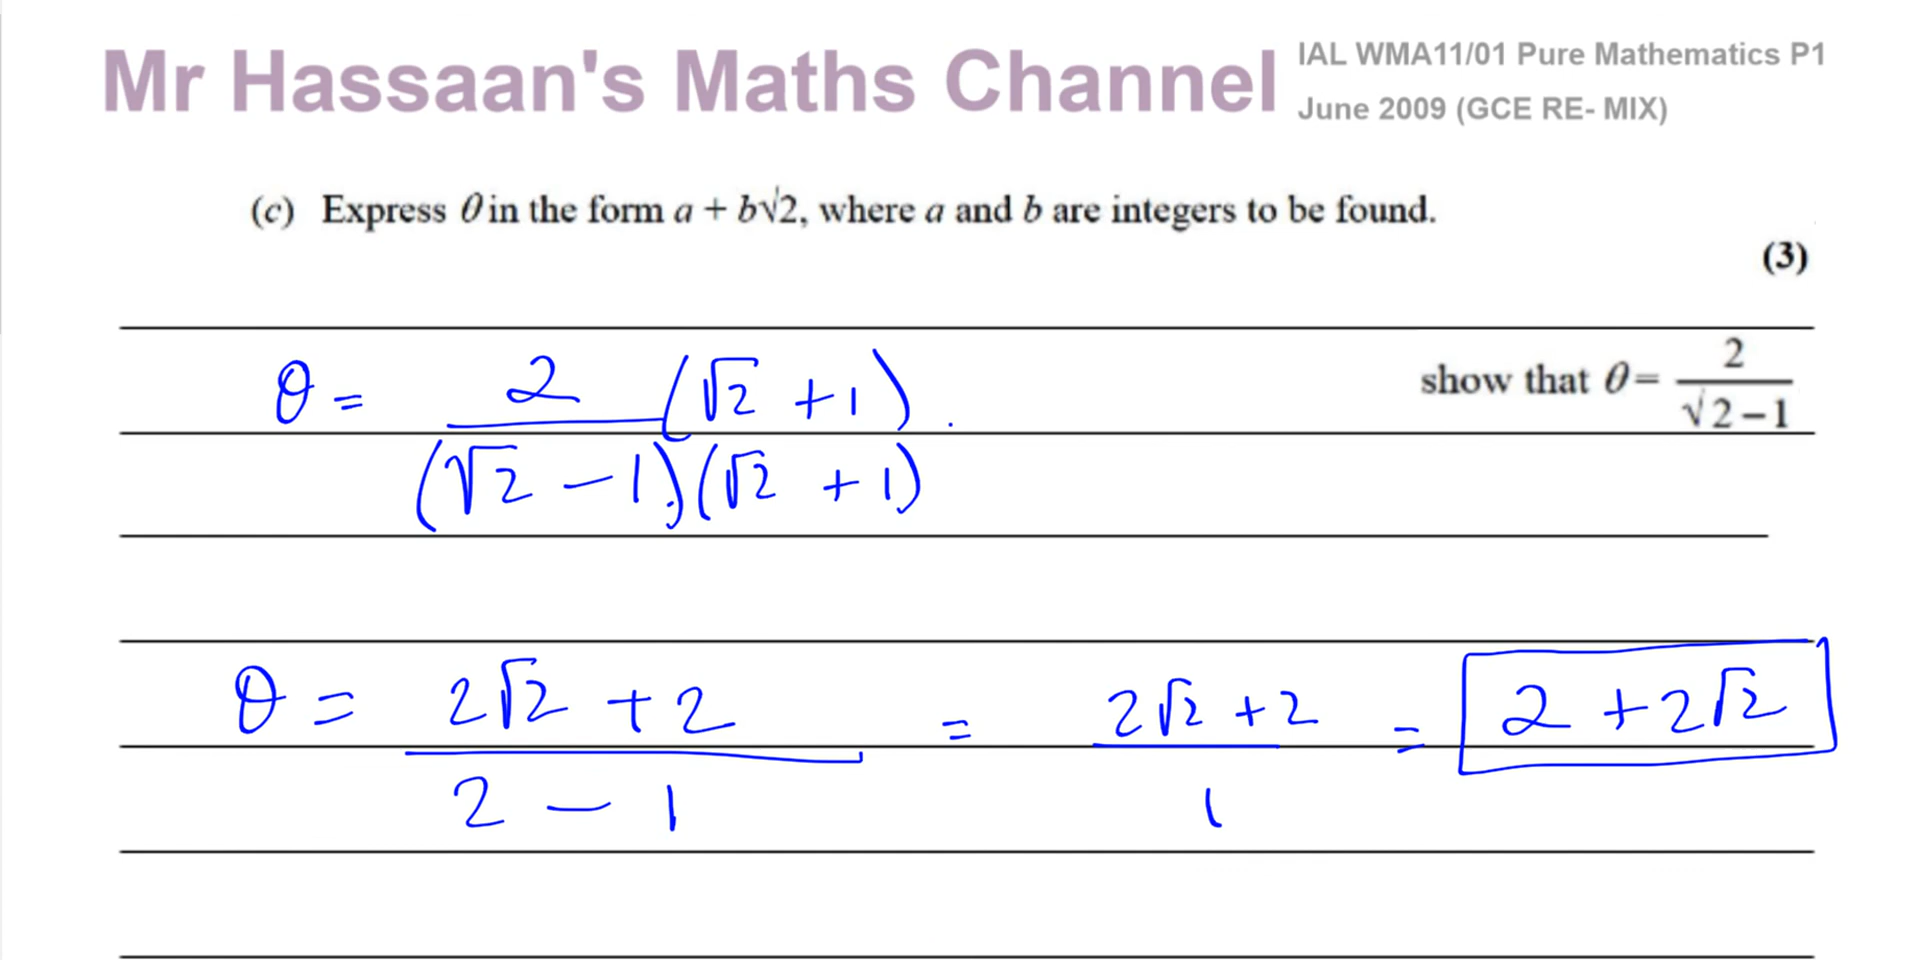 Mr Hassaan's Maths Channel
IAL WMA11/01 Pure Mathematics P1
June 2009 (GCE RE- MIX)
(c) Express θ in the form a + b√2, where a and b are integers to be found.
(3)
θ = 2 (√2 + 1) .
(√2 − 1)(√2 + 1)
show that θ = 2
√2 − 1
θ = 2√2 + 2 = 2√2 + 2 = 2 + 2√2
2 − 1 1